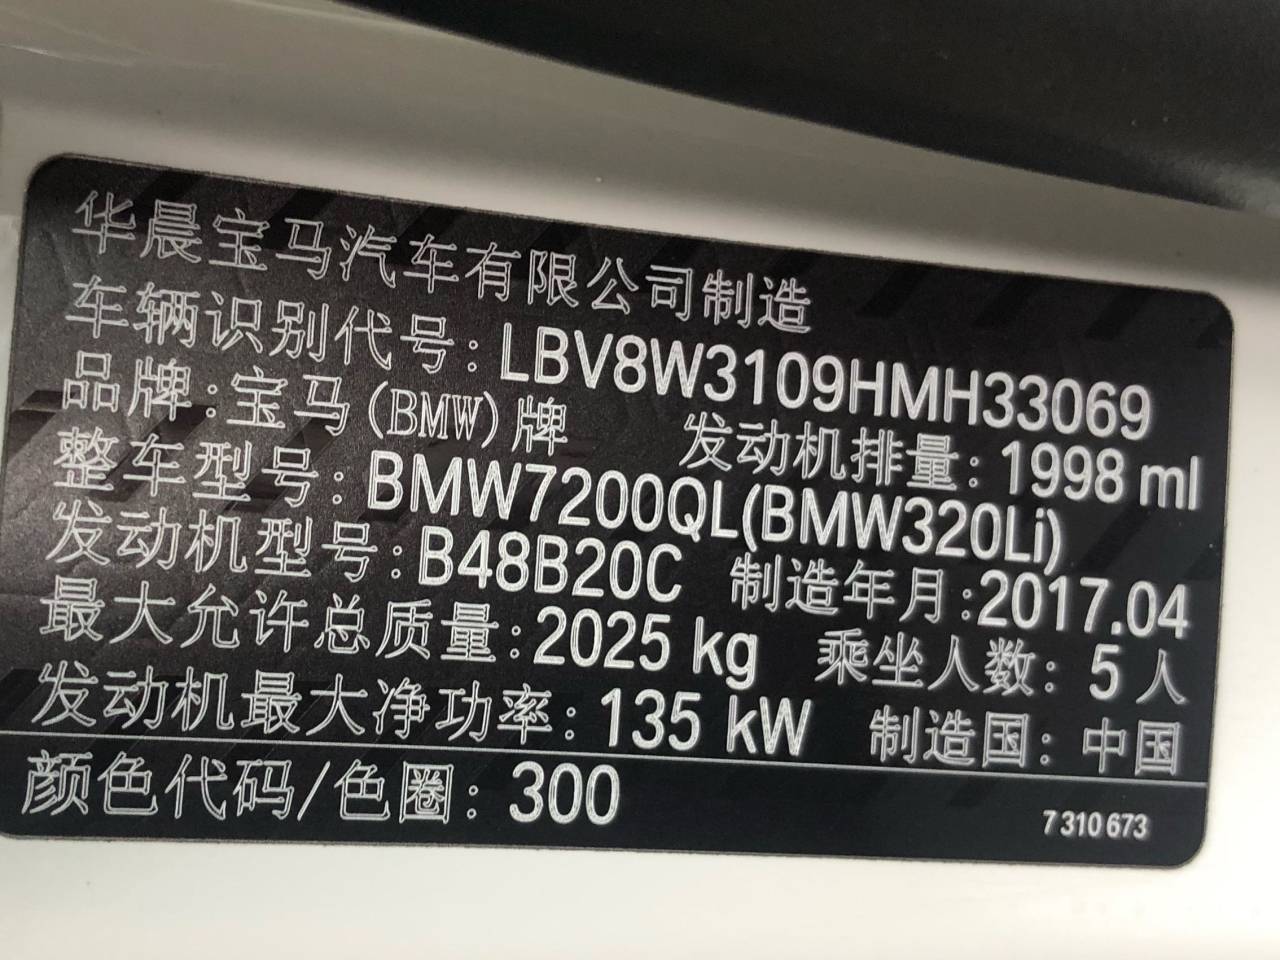 华晨宝马汽车有限公司制造
车辆识别代号: LBV8W3109HMH33069
品牌: 宝马(BMW)牌 发动机排量: 1998 ml
整车型号: BMW7200QL(BMW320Li)
发动机型号: B48B20C 制造年月:2017.04
最大允许总质量: 2025 kg 乘坐人数: 5人
发动机最大净功率: 135 kW 制造国: 中国
颜色代码/色圈: 300 7 310 673